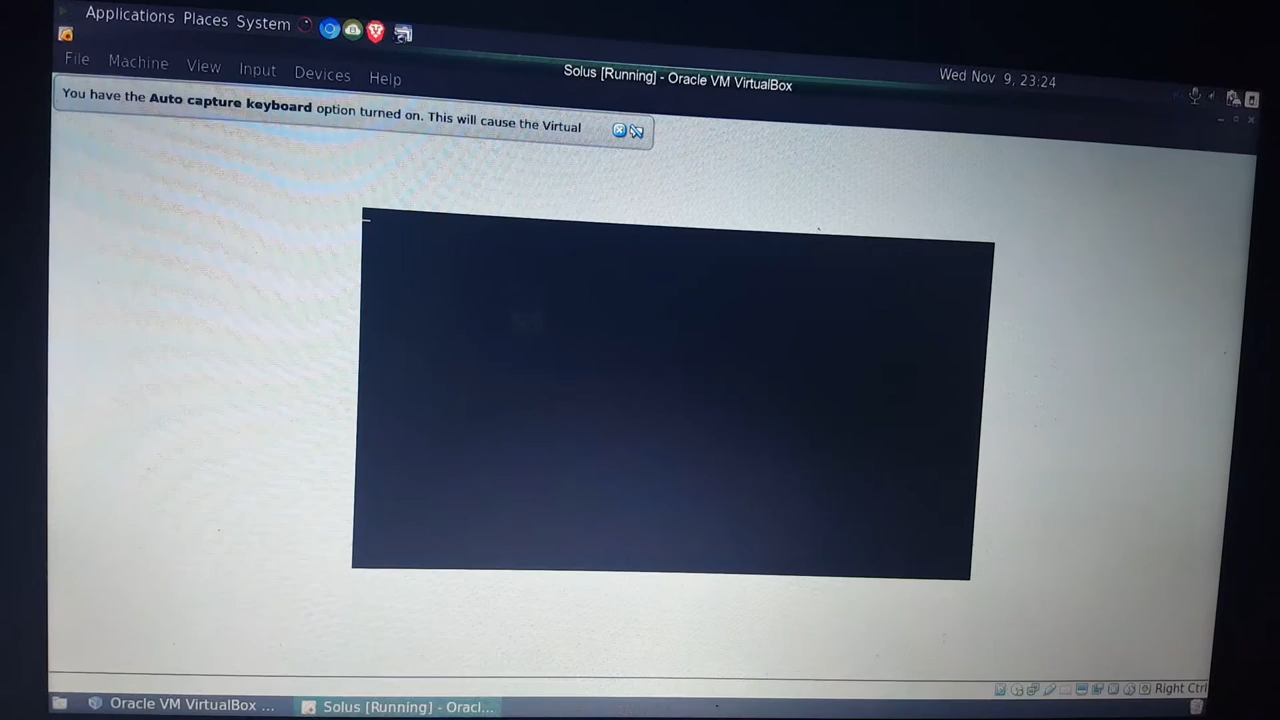 Applications Places System
Wed Nov 9, 23:24
Solus [Running] - Oracle VM VirtualBox
File Machine View Input Devices Help
You have the Auto capture keyboard option turned on. This will cause the Virtual
Right Ctrl
Oracle VM VirtualBox ...
Solus [Running] - Oracl...